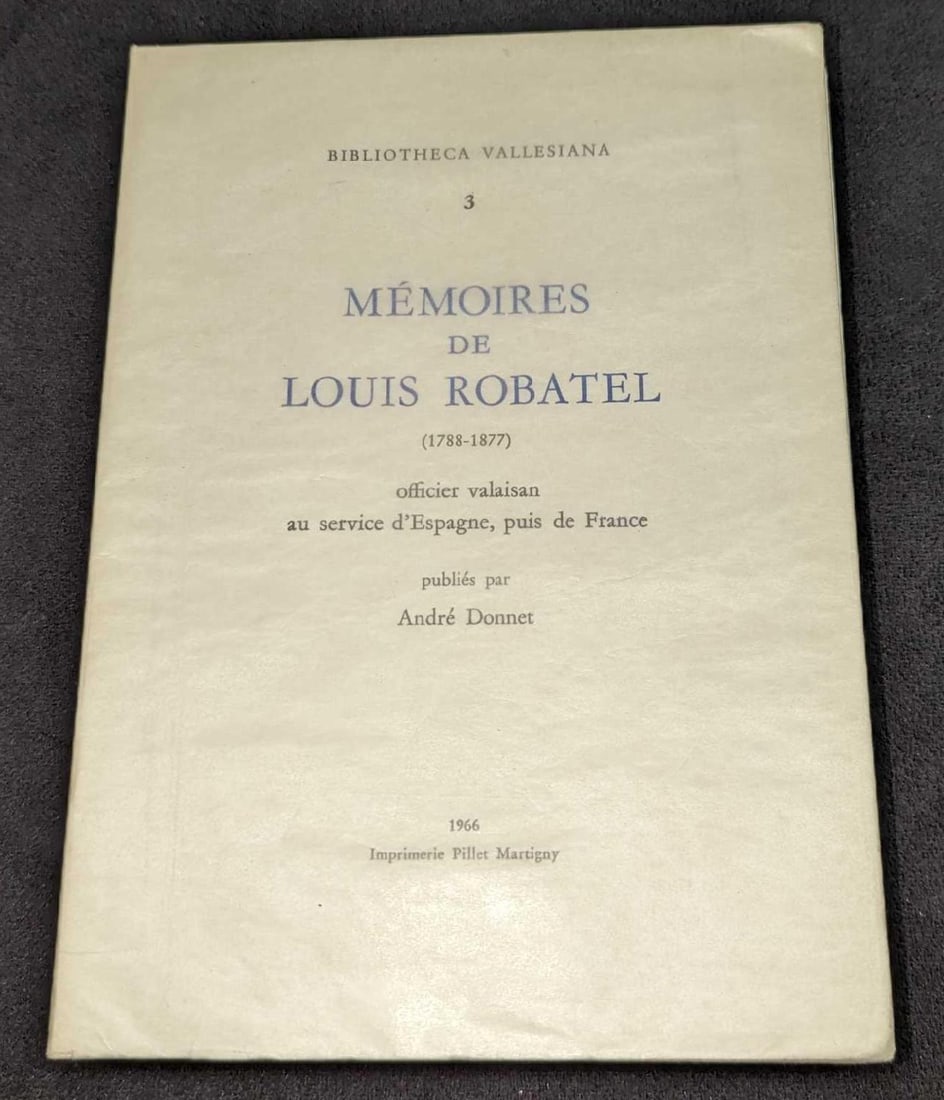 BIBLIOTHECA VALLESIANA
3
MÉMOIRES
DE
LOUIS ROBATEL
(1788-1877)
officier valaisan
au service d'Espagne, puis de France
publiés par
André Donnet
1966
Imprimerie Pillet Martigny